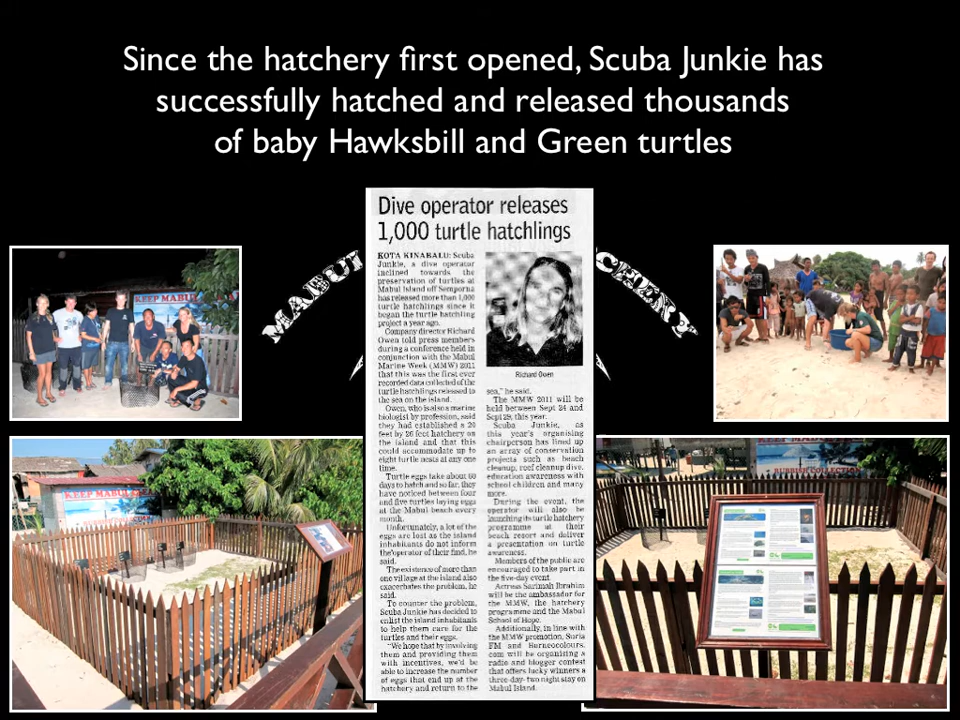 Since the hatchery first opened, Scuba Junkie has
successfully hatched and released thousands
of baby Hawksbill and Green turtles
Dive operator releases
1,000 turtle hatchlings
KOTA KINABALU: Scuba
Junkie, a dive operator
inclined towards the
preservation of turtles at
Mabul Island off Semporna
has released more than 1,000
turtle hatchlings since it
began the turtle hatchling
project a year ago.
Company director Richard
Owen told press members
during a conference held in
conjunction with the Mabul
Marine Week (MMW) 2011
that this was the first ever
recorded data collected of the
turtle hatchlings released to
the sea on the island.
Owen, who is also a marine
biologist by profession, said
they had established a 20
feet by 26 feet hatchery on
the island and that this
could accommodate up to
eight turtle nests at any one
time.
Turtle eggs take about 60
days to hatch and so far, they
have noticed between four
and five turtles laying eggs
at the Mabul beach every
month.
Unfortunately, a lot of the
eggs are lost as the island
inhabitants do not inform
the operator of their find, he
said.
The existence of more than
one village at the island also
exacerbates the problem, he
said.
To counter the problem,
Scuba Junkie has decided to
enlist the island inhabitants
to help them care for the
turtles and their eggs.
"We hope that by involving
them and providing them
with incentives, we'd be
able to increase the number
of eggs that end up at the
hatchery and return to the
Richard Owen
sea," he said.
The MMW 2011 will be
held between Sept 24 and
Sept 29, this year.
Scuba Junkie, as
this year's organising
chairperson has lined up
an array of conservation
projects such as beach
cleanup, reef cleanup dive,
education awareness with
school children and many
more.
During the event, the
operator will also be
launching its turtle hatchery
programme at their
beach resort and deliver
a presentation on turtle
awareness.
Members of the public are
encouraged to take part in
the five-day event.
Actress Sazimah Ibrahim
will be the ambassador for
the MMW, the hatchery
programme and the Mabul
School of Hope.
Additionally, in line with
the MMW promotion, Suria
FM and Borneocolours.
com will be organising a
radio and blogger contest
that offers lucky winners a
three-day-two night stay on
Mabul Island.
MABUL
CHERY
KEEP MABUL
KEEP MABUL
KEEP MABUL
RUBBISH COLLECTION